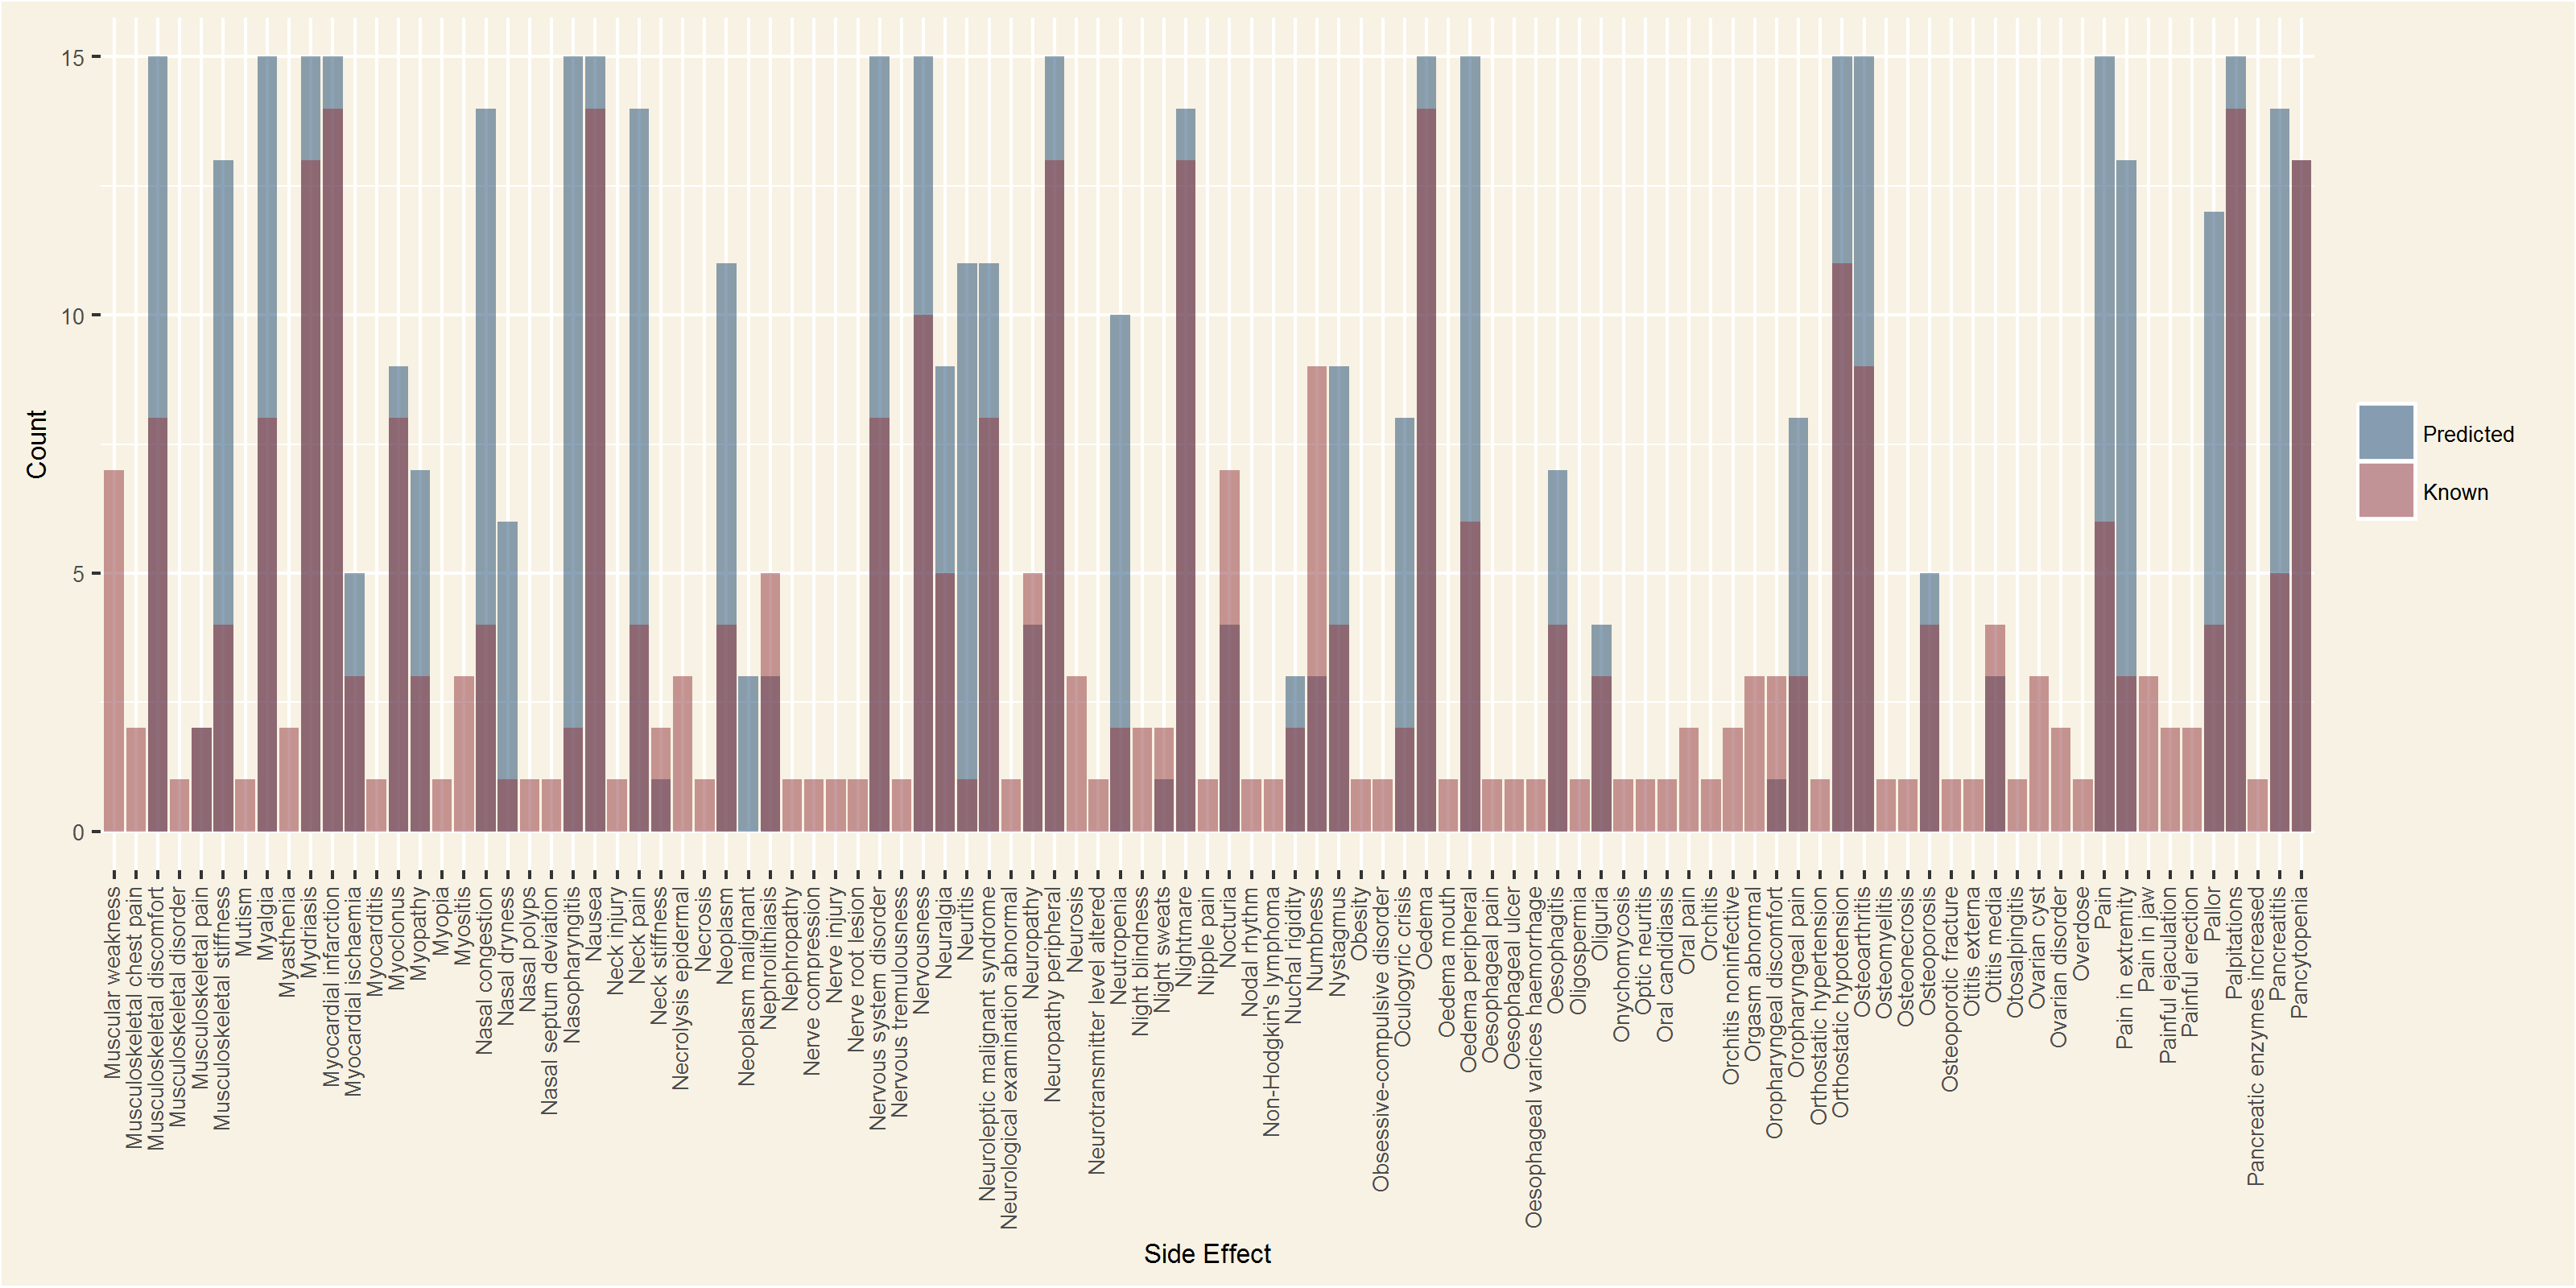 15
10
5
0
Count
Muscular weakness
Musculoskeletal chest pain
Musculoskeletal discomfort
Musculoskeletal disorder
Musculoskeletal pain
Musculoskeletal stiffness
Mutism
Myalgia
Myasthenia
Mydriasis
Myocardial infarction
Myocardial ischaemia
Myocarditis
Myoclonus
Myopathy
Myopia
Myositis
Nasal congestion
Nasal dryness
Nasal polyps
Nasal septum deviation
Nasopharyngitis
Nausea
Neck injury
Neck pain
Neck stiffness
Necrolysis epidermal
Necrosis
Neoplasm
Neoplasm malignant
Nephrolithiasis
Nephropathy
Nerve compression
Nerve injury
Nerve root lesion
Nervous system disorder
Nervous tremulousness
Nervousness
Neuralgia
Neuritis
Neuroleptic malignant syndrome
Neurological examination abnormal
Neuropathy
Neuropathy peripheral
Neurosis
Neurotransmitter level altered
Neutropenia
Night blindness
Night sweats
Nightmare
Nipple pain
Nocturia
Nodal rhythm
Non-Hodgkin's lymphoma
Nuchal rigidity
Numbness
Nystagmus
Obesity
Obsessive-compulsive disorder
Oculogyric crisis
Oedema
Oedema mouth
Oedema peripheral
Oesophageal pain
Oesophageal ulcer
Oesophageal varices haemorrhage
Oesophagitis
Oligospermia
Oliguria
Onychomycosis
Optic neuritis
Oral candidiasis
Oral pain
Orchitis
Orchitis noninfective
Orgasm abnormal
Oropharyngeal discomfort
Oropharyngeal pain
Orthostatic hypertension
Orthostatic hypotension
Osteoarthritis
Osteomyelitis
Osteonecrosis
Osteoporosis
Osteoporotic fracture
Otitis externa
Otitis media
Otosalpingitis
Ovarian cyst
Ovarian disorder
Overdose
Pain
Pain in extremity
Pain in jaw
Painful ejaculation
Painful erection
Pallor
Palpitations
Pancreatic enzymes increased
Pancreatitis
Pancytopenia
Side Effect
Predicted
Known